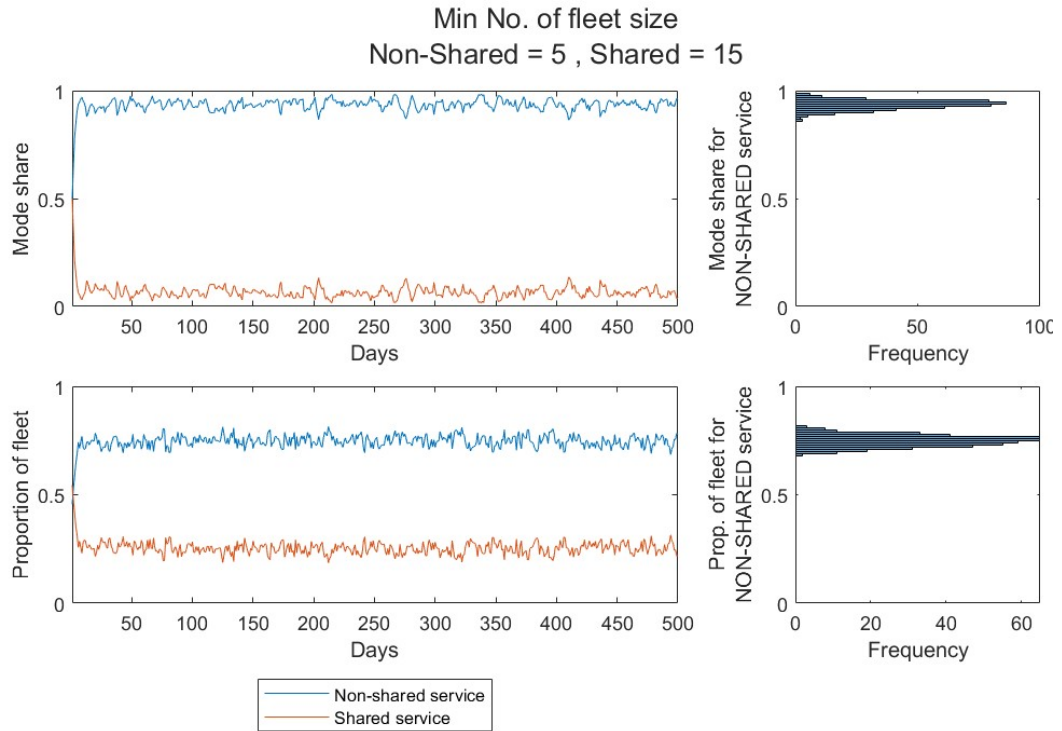 Min No. of fleet size
Non-Shared = 5 , Shared = 15
Mode share
1
0.5
0
50 100 150 200 250 300 350 400 450 500
Days
Mode share for
NON-SHARED service
1
0.5
0
0 50 100
Frequency
Proportion of fleet
1
0.5
0
50 100 150 200 250 300 350 400 450 500
Days
Prop. of fleet for
NON-SHARED service
1
0.5
0
0 20 40 60
Frequency
Non-shared service
Shared service